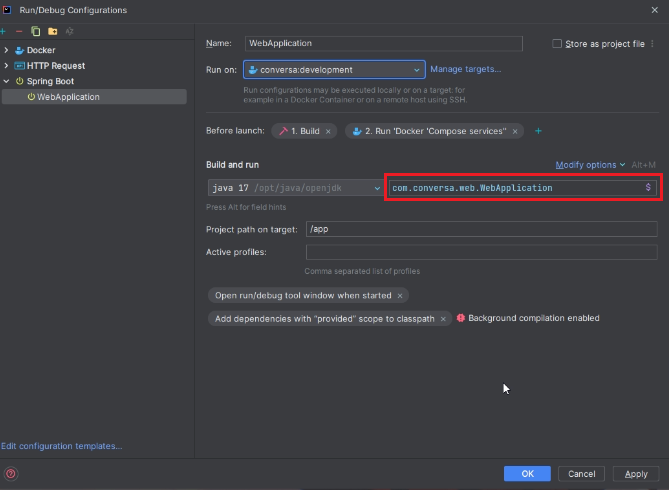 Run/Debug Configurations
Docker
HTTP Request
Spring Boot
WebApplication
Edit configuration templates...
Name: WebApplication Store as project file
Run on: conversa:development Manage targets...
Run configurations may be executed locally or on a target: for
example in a Docker Container or on a remote host using SSH.
Before launch: 1. Build × 2. Run 'Docker 'Compose services'' × +
Build and run Modify options Alt+M
java 17 /opt/java/openjdk com.conversa.web.WebApplication $
Press Alt for field hints
Project path on target: /app
Active profiles:
Comma separated list of profiles
Open run/debug tool window when started ×
Add dependencies with "provided" scope to classpath × Background compilation enabled
? OK Cancel Apply